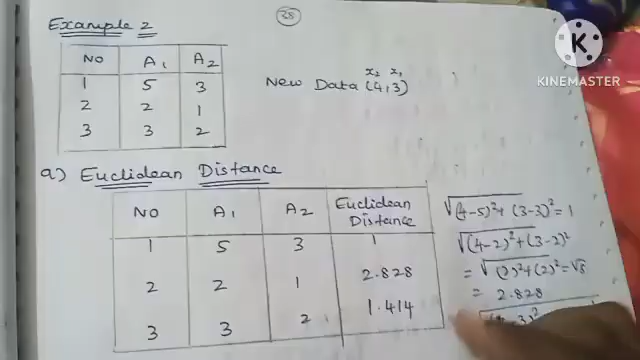 38
Example 2
NO A1 A2
1 5 3
2 2 1
3 3 2
x2 x1
New Data (4,3)
K
KINEMASTER
a) Euclidean Distance
NO A1 A2 Euclidean Distance
1 5 3 1
2 2 1 2.828
3 3 2 1.414
√(4-5)²+(3-3)² = 1
√(4-2)²+(3-2)²
= √(2)²+(2)² = √8
= 2.828